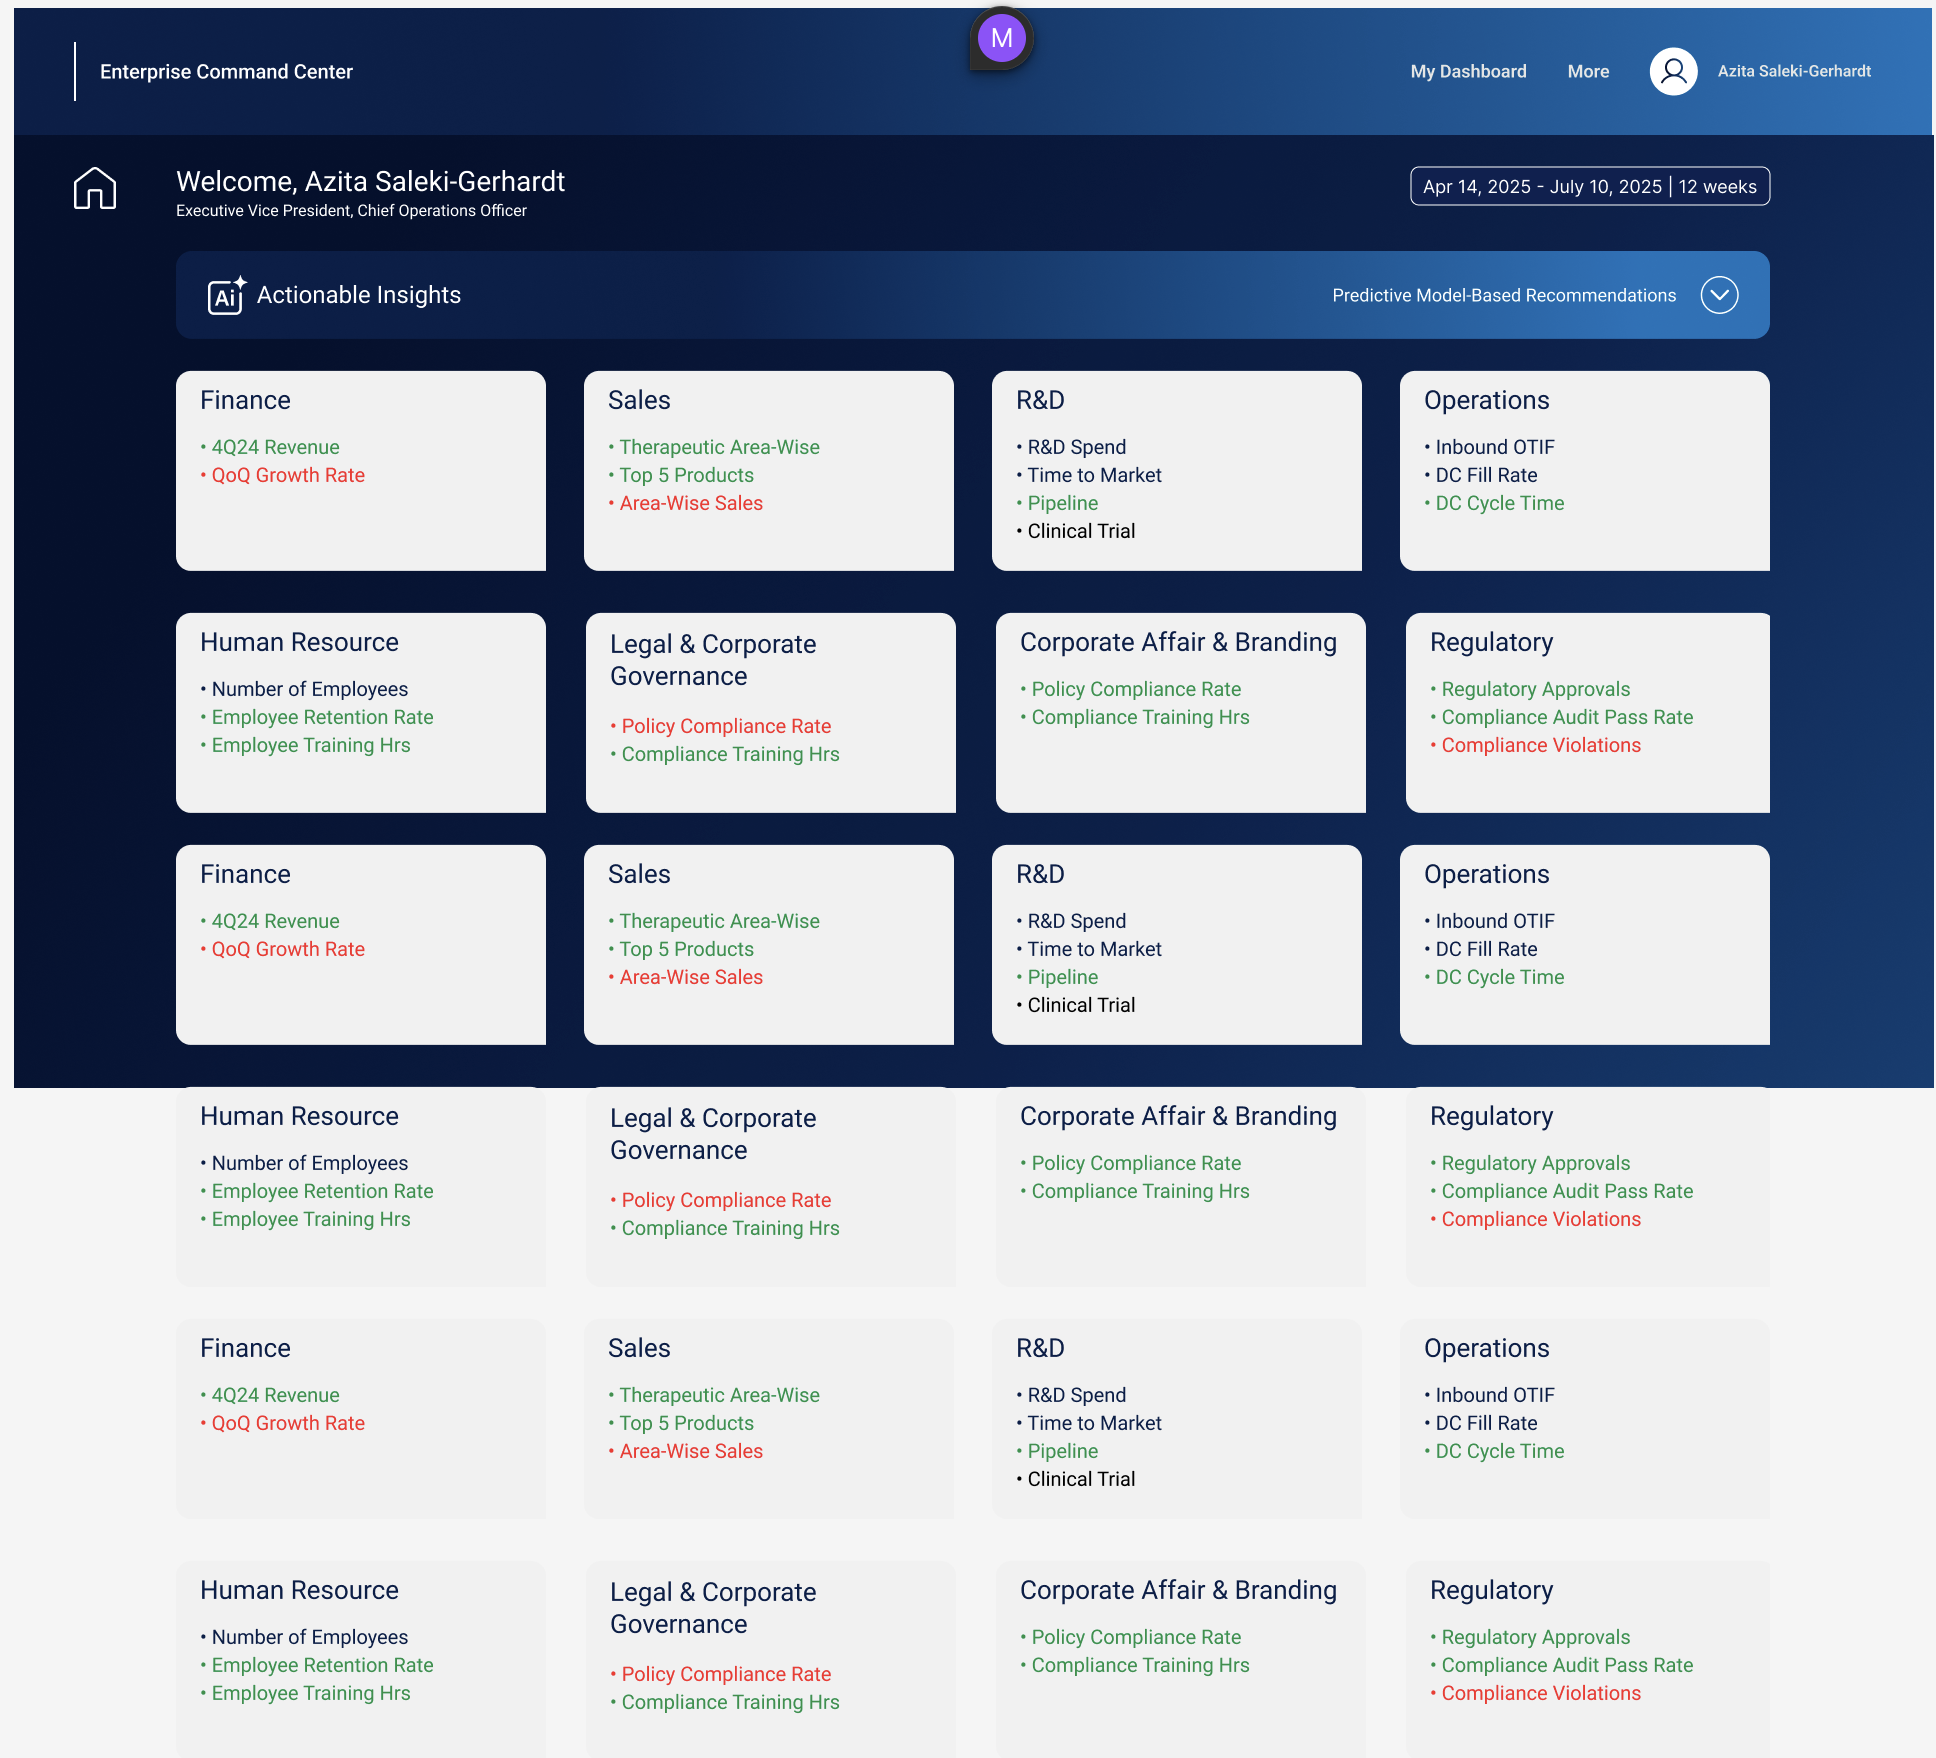 M
Enterprise Command Center
My Dashboard
More
Azita Saleki-Gerhardt
Welcome, Azita Saleki-Gerhardt
Executive Vice President, Chief Operations Officer
Apr 14, 2025 - July 10, 2025 | 12 weeks
Ai
Actionable Insights
Predictive Model-Based Recommendations
Finance
• 4Q24 Revenue
• QoQ Growth Rate
Sales
• Therapeutic Area-Wise
• Top 5 Products
• Area-Wise Sales
R&D
• R&D Spend
• Time to Market
• Pipeline
• Clinical Trial
Operations
• Inbound OTIF
• DC Fill Rate
• DC Cycle Time
Human Resource
• Number of Employees
• Employee Retention Rate
• Employee Training Hrs
Legal & Corporate
Governance
• Policy Compliance Rate
• Compliance Training Hrs
Corporate Affair & Branding
• Policy Compliance Rate
• Compliance Training Hrs
Regulatory
• Regulatory Approvals
• Compliance Audit Pass Rate
• Compliance Violations
Finance
• 4Q24 Revenue
• QoQ Growth Rate
Sales
• Therapeutic Area-Wise
• Top 5 Products
• Area-Wise Sales
R&D
• R&D Spend
• Time to Market
• Pipeline
• Clinical Trial
Operations
• Inbound OTIF
• DC Fill Rate
• DC Cycle Time
Human Resource
• Number of Employees
• Employee Retention Rate
• Employee Training Hrs
Legal & Corporate
Governance
• Policy Compliance Rate
• Compliance Training Hrs
Corporate Affair & Branding
• Policy Compliance Rate
• Compliance Training Hrs
Regulatory
• Regulatory Approvals
• Compliance Audit Pass Rate
• Compliance Violations
Finance
• 4Q24 Revenue
• QoQ Growth Rate
Sales
• Therapeutic Area-Wise
• Top 5 Products
• Area-Wise Sales
R&D
• R&D Spend
• Time to Market
• Pipeline
• Clinical Trial
Operations
• Inbound OTIF
• DC Fill Rate
• DC Cycle Time
Human Resource
• Number of Employees
• Employee Retention Rate
• Employee Training Hrs
Legal & Corporate
Governance
• Policy Compliance Rate
• Compliance Training Hrs
Corporate Affair & Branding
• Policy Compliance Rate
• Compliance Training Hrs
Regulatory
• Regulatory Approvals
• Compliance Audit Pass Rate
• Compliance Violations